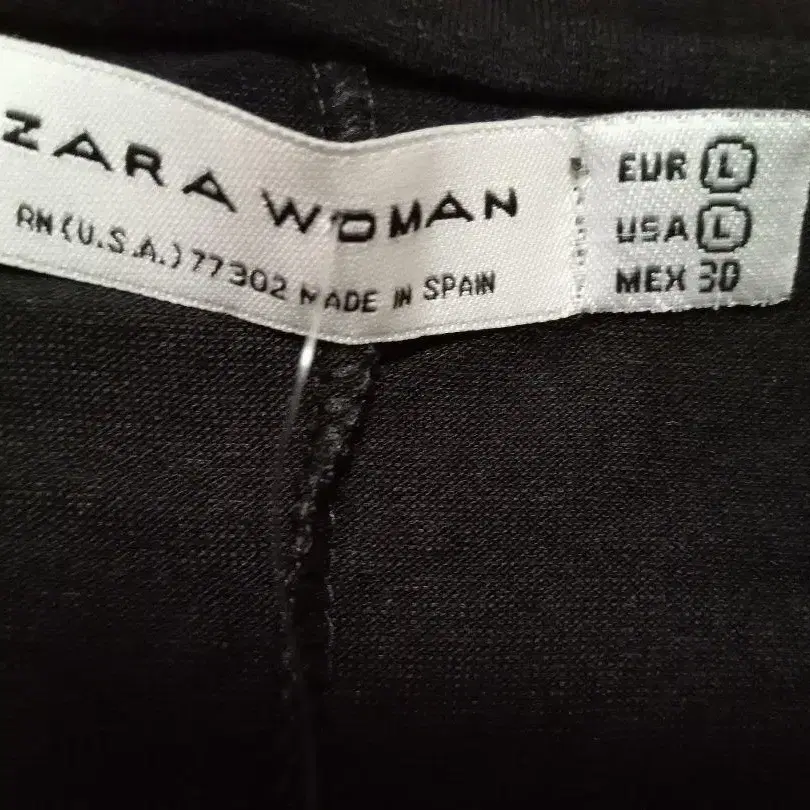 ZARA WOMAN
RN (U.S.A.) 77302 MADE IN SPAIN
EUR L
USA L
MEX 30